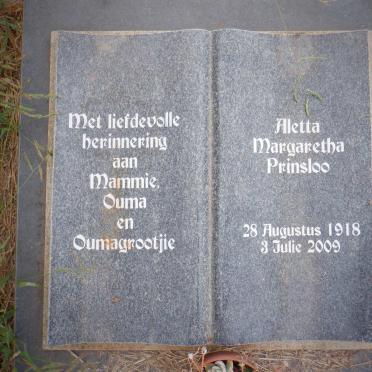 Met liefdevolle
herinnering
aan
Mammie,
Ouma
en
Oumagrootjie
Aletta
Margaretha
Prinsloo
28 Augustus 1918
3 Julie 2009